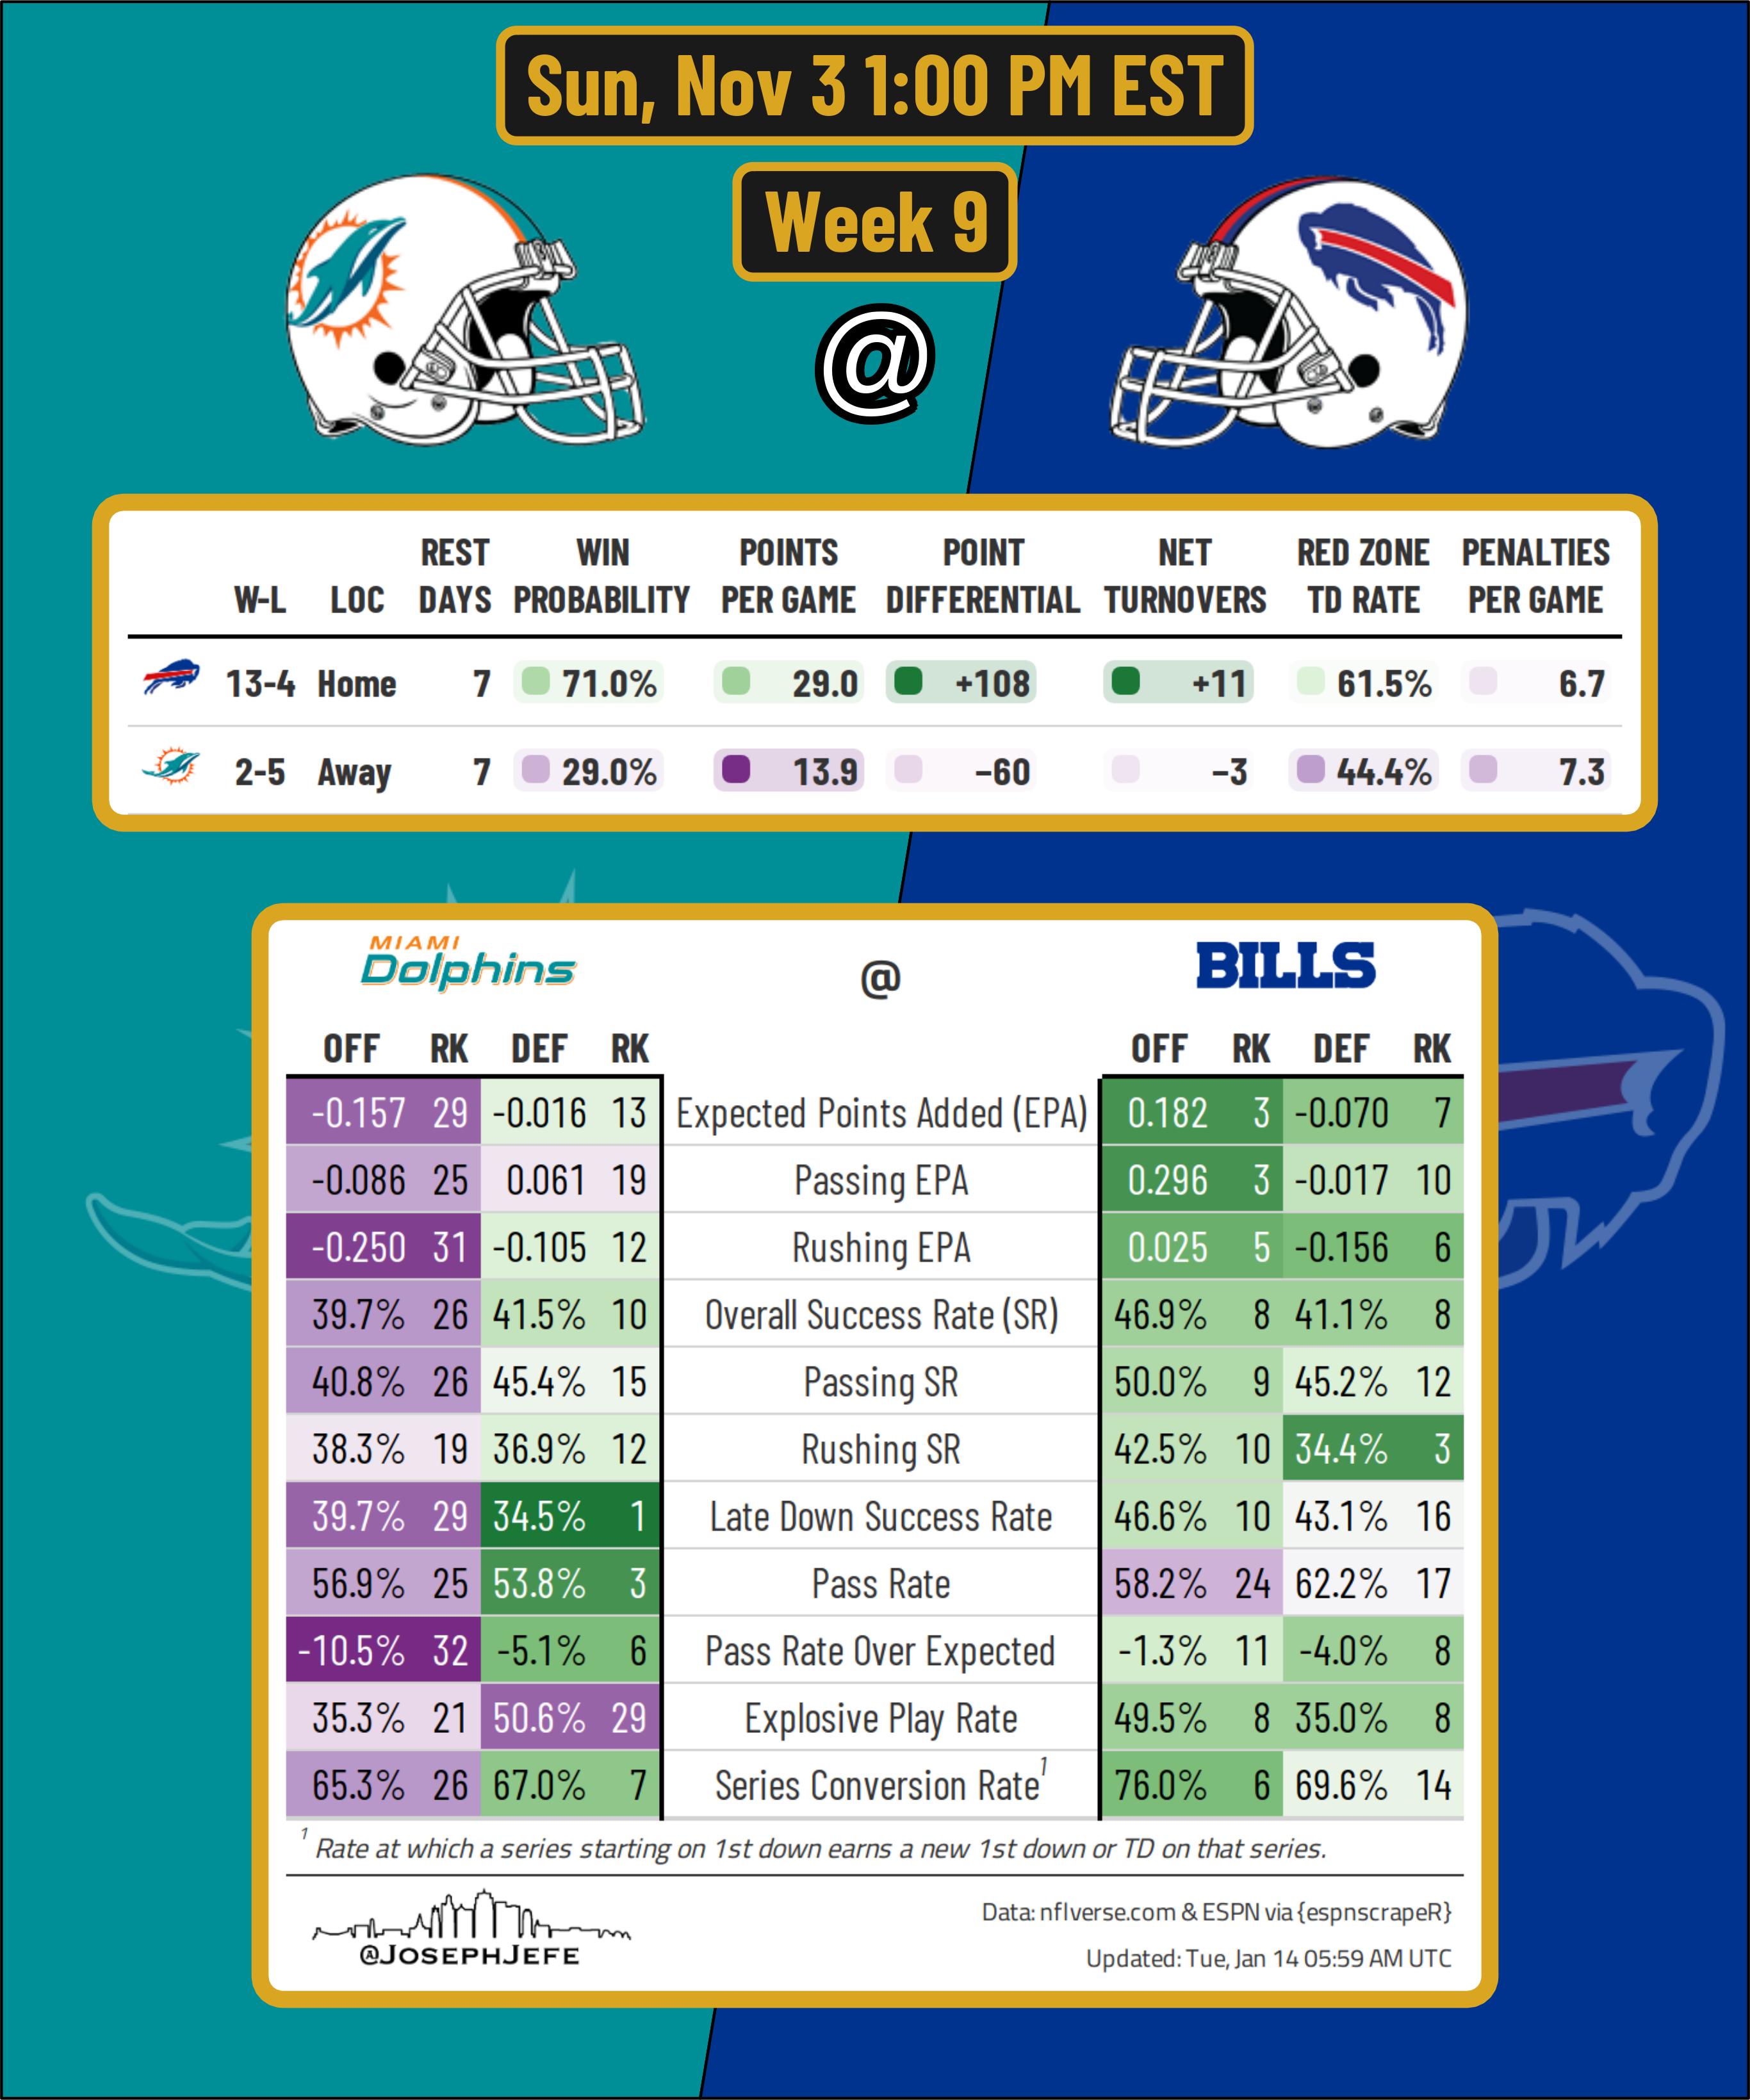 Sun, Nov 3 1:00 PM EST
Week 9
@
W-L LOC REST DAYS WIN PROBABILITY POINTS PER GAME POINT DIFFERENTIAL NET TURNOVERS RED ZONE TD RATE PENALTIES PER GAME
13-4 Home 7 71.0% 29.0 +108 +11 61.5% 6.7
2-5 Away 7 29.0% 13.9 −60 −3 44.4% 7.3
MIAMI
Dolphins @ BILLS
OFF RK DEF RK OFF RK DEF RK
-0.157 29 -0.016 13 Expected Points Added (EPA) 0.182 3 -0.070 7
-0.086 25 0.061 19 Passing EPA 0.296 3 -0.017 10
-0.250 31 -0.105 12 Rushing EPA 0.025 5 -0.156 6
39.7% 26 41.5% 10 Overall Success Rate (SR) 46.9% 8 41.1% 8
40.8% 26 45.4% 15 Passing SR 50.0% 9 45.2% 12
38.3% 19 36.9% 12 Rushing SR 42.5% 10 34.4% 3
39.7% 29 34.5% 1 Late Down Success Rate 46.6% 10 43.1% 16
56.9% 25 53.8% 3 Pass Rate 58.2% 24 62.2% 17
-10.5% 32 -5.1% 6 Pass Rate Over Expected -1.3% 11 -4.0% 8
35.3% 21 50.6% 29 Explosive Play Rate 49.5% 8 35.0% 8
65.3% 26 67.0% 7 Series Conversion Rate1 76.0% 6 69.6% 14
1 Rate at which a series starting on 1st down earns a new 1st down or TD on that series.
Data: nflverse.com & ESPN via {espnscrapeR}
@JOSEPHJEFE
Updated: Tue, Jan 14 05:59 AM UTC